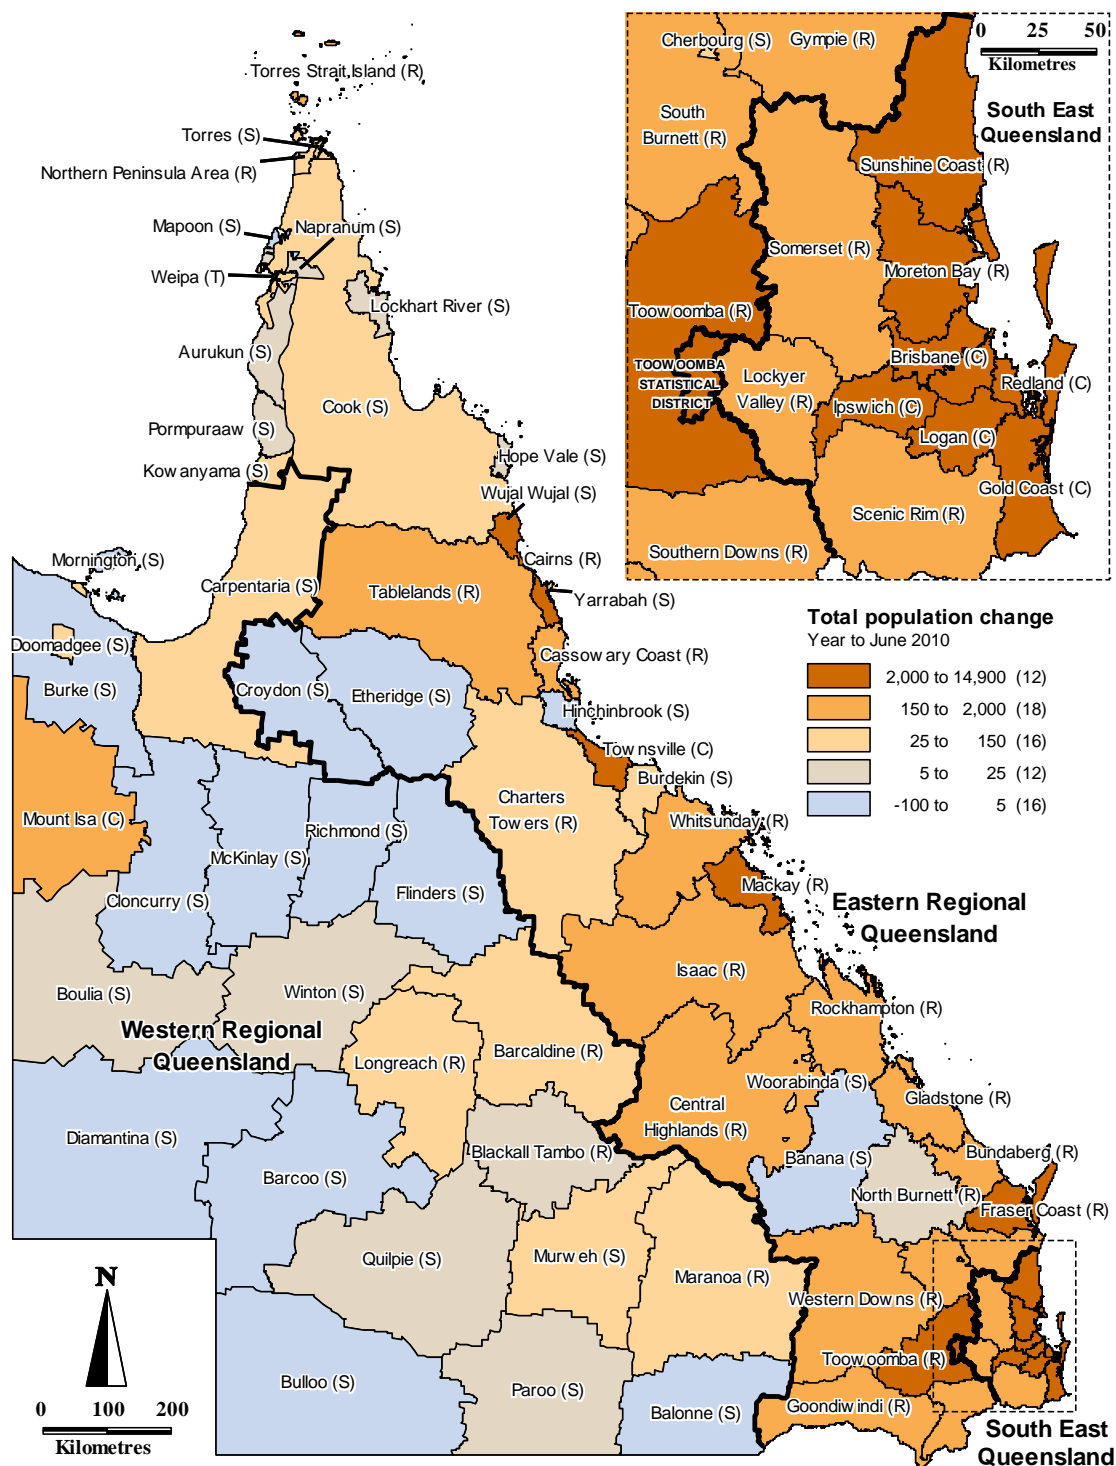 Torres Strait Island (R)
Torres (S)
Northern Peninsula Area (R)
Mapoon (S)
Napranum (S)
Weipa (T)
Lockhart River (S)
Aurukun (S)
Cook (S)
Pormpuraaw (S)
Hope Vale (S)
Kowanyama (S)
Wujal Wujal (S)
Mornington (S)
Carpentaria (S)
Cairns (R)
Tablelands (R)
Yarrabah (S)
Doomadgee (S)
Cassowary Coast (R)
Burke (S)
Croydon (S)
Etheridge (S)
Hinchinbrook (S)
Townsville (C)
Burdekin (S)
Charters
Towers (R)
Whitsunday (R)
Mount Isa (C)
Richmond (S)
McKinlay (S)
Flinders (S)
Cloncurry (S)
Mackay (R)
Eastern Regional
Queensland
Isaac (R)
Boulia (S)
Winton (S)
Rockhampton (R)
Western Regional
Queensland
Longreach (R)
Barcaldine (R)
Woorabinda (S)
Gladstone (R)
Central
Highlands (R)
Diamantina (S)
Blackall Tambo (R)
Banana (S)
Bundaberg (R)
Barcoo (S)
North Burnett (R)
Fraser Coast (R)
Quilpie (S)
Murweh (S)
Maranoa (R)
Western Downs (R)
Toowoomba (R)
Bulloo (S)
Paroo (S)
Balonne (S)
Goondiwindi (R)
South East
Queensland
N
0 100 200
Kilometres
Cherbourg (S)
Gympie (R)
0 25 50
Kilometres
South East
Queensland
South
Burnett (R)
Sunshine Coast (R)
Somerset (R)
Moreton Bay (R)
Toowoomba (R)
TOOWOOMBA
STATISTICAL
DISTRICT
Brisbane (C)
Redland (C)
Lockyer
Valley (R)
Ipswich (C)
Logan (C)
Gold Coast (C)
Scenic Rim (R)
Southern Downs (R)
Total population change
Year to June 2010
2,000 to 14,900 (12)
150 to 2,000 (18)
25 to 150 (16)
5 to 25 (12)
-100 to 5 (16)